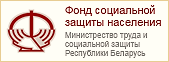 Фонд социальной
защиты населения
Министерство труда и
социальной защиты
Республики Беларусь